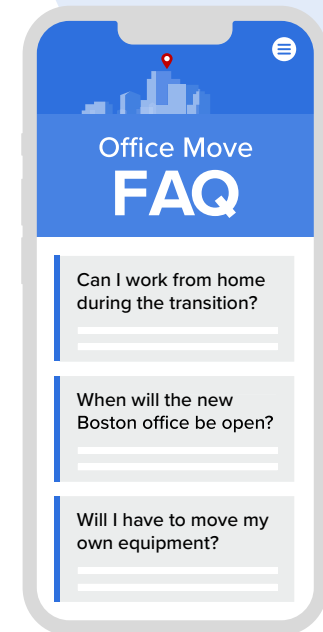 Office Move
FAQ
Can I work from home
during the transition?
When will the new
Boston office be open?
Will I have to move my
own equipment?